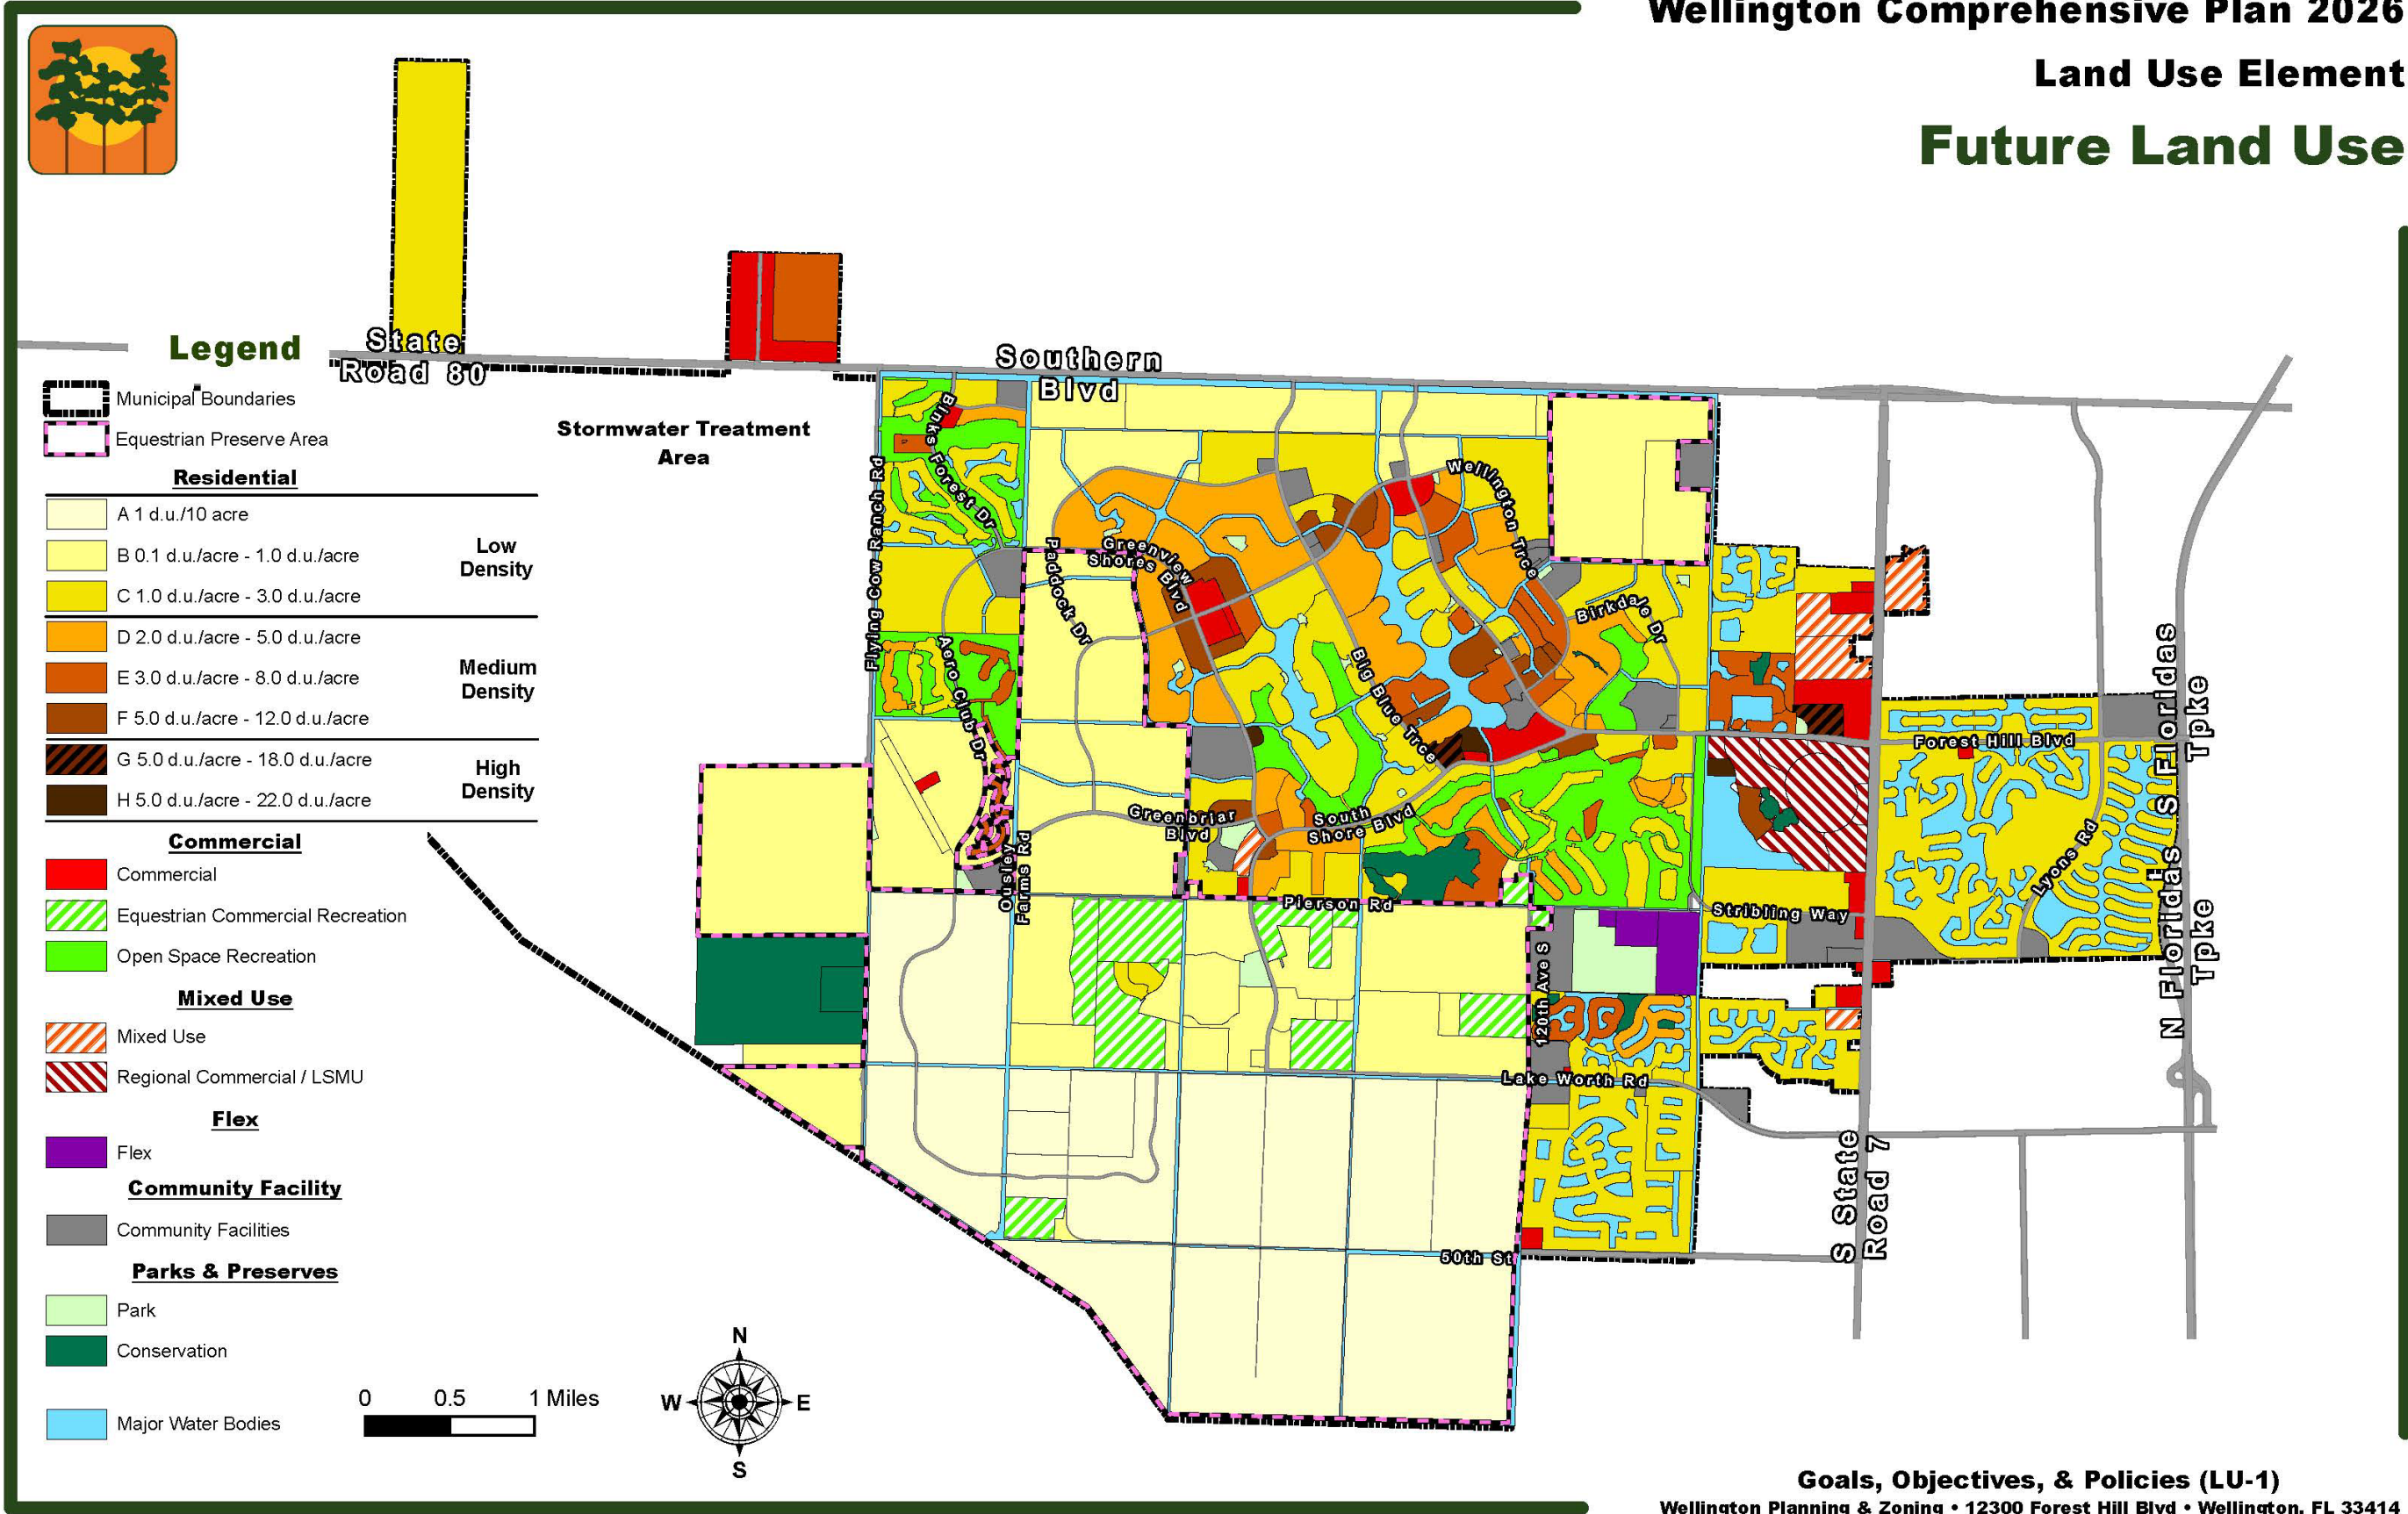 Wellington Comprehensive Plan 2026
Land Use Element
Future Land Use
Legend
Municipal Boundaries
Equestrian Preserve Area
Residential
A 1 d.u./10 acre
B 0.1 d.u./acre - 1.0 d.u./acre
C 1.0 d.u./acre - 3.0 d.u./acre
Low
Density
D 2.0 d.u./acre - 5.0 d.u./acre
E 3.0 d.u./acre - 8.0 d.u./acre
F 5.0 d.u./acre - 12.0 d.u./acre
Medium
Density
G 5.0 d.u./acre - 18.0 d.u./acre
H 5.0 d.u./acre - 22.0 d.u./acre
High
Density
Commercial
Commercial
Equestrian Commercial Recreation
Open Space Recreation
Mixed Use
Mixed Use
Regional Commercial / LSMU
Flex
Flex
Community Facility
Community Facilities
Parks & Preserves
Park
Conservation
Major Water Bodies
0 0.5 1 Miles
N
W E
S
State
Road 80
Stormwater Treatment
Area
Southern
Blvd
Binks Forest Dr
Flying Cow Ranch Rd
Aero Club Dr
Paddock Dr
Greenview
Shores Blvd
Wellington Trce
Birkdale Dr
Big Blue Trce
Greenbriar
Blvd
South
Shore Blvd
Ousley
Farms Rd
Pierson Rd
Forest Hill Blvd
Lyons Rd
Stribling Way
120th Ave S
Lake Worth Rd
50th St
S State
Road 7
S Floridas
Tpke
Floridas
N Floridas
Tpke
Goals, Objectives, & Policies (LU-1)
Wellington Planning & Zoning • 12300 Forest Hill Blvd • Wellington, FL 33414